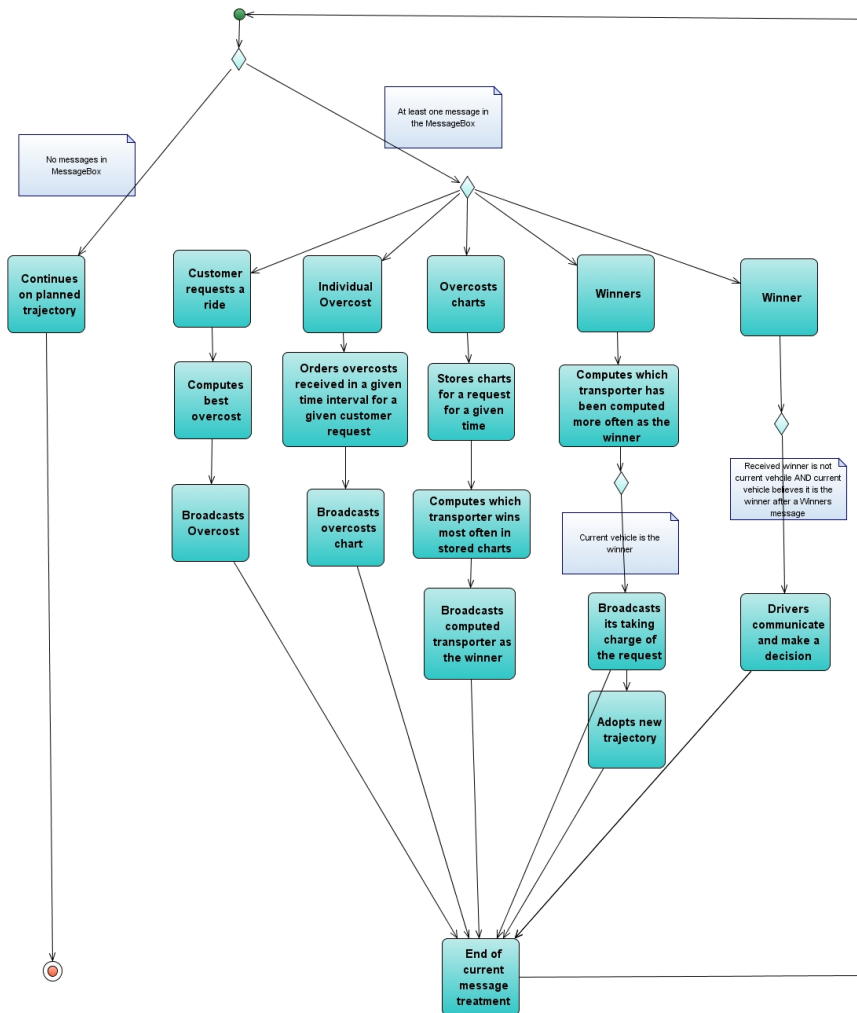 At least one message in
the MessageBox
No messages in
MessageBox
Continues
on planned
trajectory
Customer
requests a
ride
Individual
Overcost
Overcosts
charts
Winners
Winner
Computes
best
overcost
Orders overcosts
received in a given
time interval for a
given customer
request
Stores charts
for a request
for a given
time
Computes which
transporter has
been computed
more often as the
winner
Received winner is not
current vehcile AND current
vehicle believes it is the
winner after a Winners
message
Broadcasts
Overcost
Broadcasts
overcosts
chart
Computes which
transporter wins
most often in
stored charts
Current vehicle is the
winner
Broadcasts
computed
transporter as
the winner
Broadcasts
its taking
charge of
the request
Drivers
communicate
and make a
decision
Adopts new
trajectory
End of
current
message
treatment